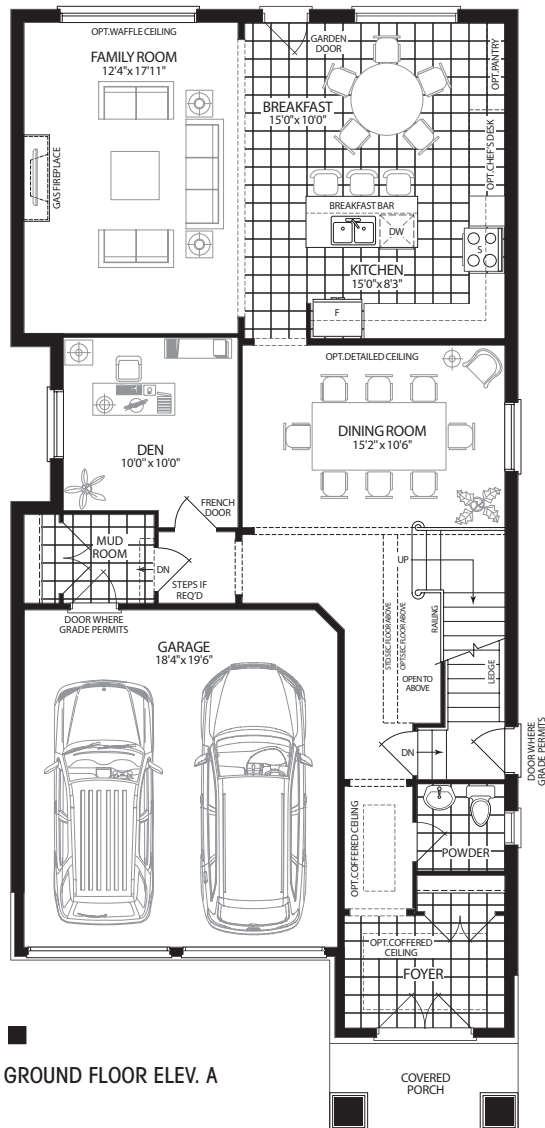 OPT.WAFFLE CEILING
FAMILY ROOM
12'4"x 17'11"
GAS FIREPLACE
GARDEN
DOOR
BREAKFAST
15'0"x 10'0"
OPT.PANTRY
OPT.CHEF'S DESK
BREAKFAST BAR
DW
S
KITCHEN
15'0"x 8'3"
F
OPT.DETAILED CEILING
DINING ROOM
15'2"x 10'6"
DEN
10'0"x 10'0"
FRENCH
DOOR
MUD
ROOM
DN
STEPS IF
REQ'D
DOOR WHERE
GRADE PERMITS
UP
STD.SEC.FLOOR ABOVE
OPT.SEC.FLOOR ABOVE
RAILING
OPEN TO
ABOVE
LEDGE
GARAGE
18'4"x 19'6"
DN
DOOR WHERE
GRADE PERMITS
OPT.COFFERED CEILING
POWDER
OPT.COFFERED
CEILING
FOYER
GROUND FLOOR ELEV. A
COVERED
PORCH